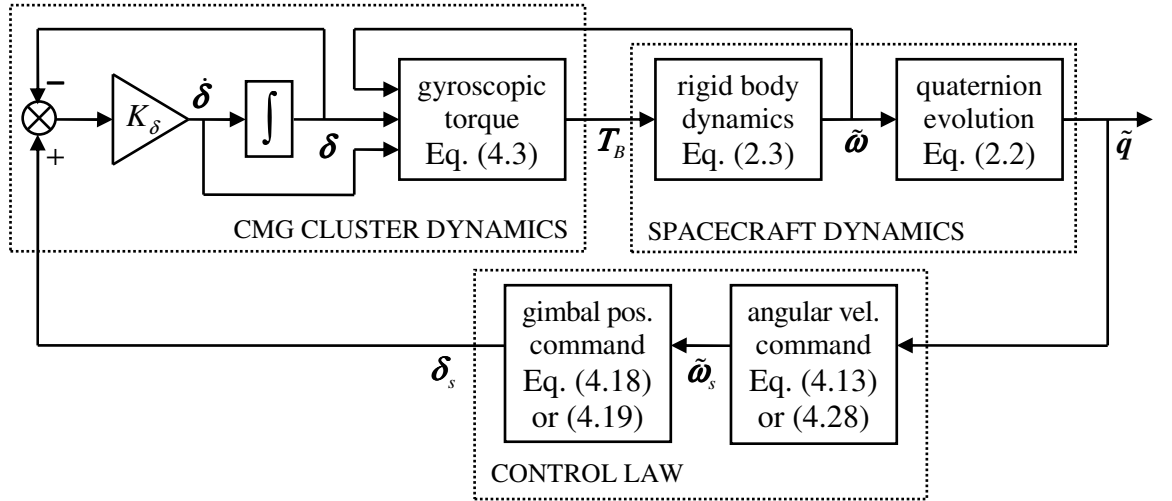 −
+
K_δ
δ̇
∫
δ
gyroscopic
torque
Eq. (4.3)
T_B
rigid body
dynamics
Eq. (2.3)
ω̃
quaternion
evolution
Eq. (2.2)
q̃
CMG CLUSTER DYNAMICS
SPACECRAFT DYNAMICS
δ_s
gimbal pos.
command
Eq. (4.18)
or (4.19)
ω̃_s
angular vel.
command
Eq. (4.13)
or (4.28)
CONTROL LAW